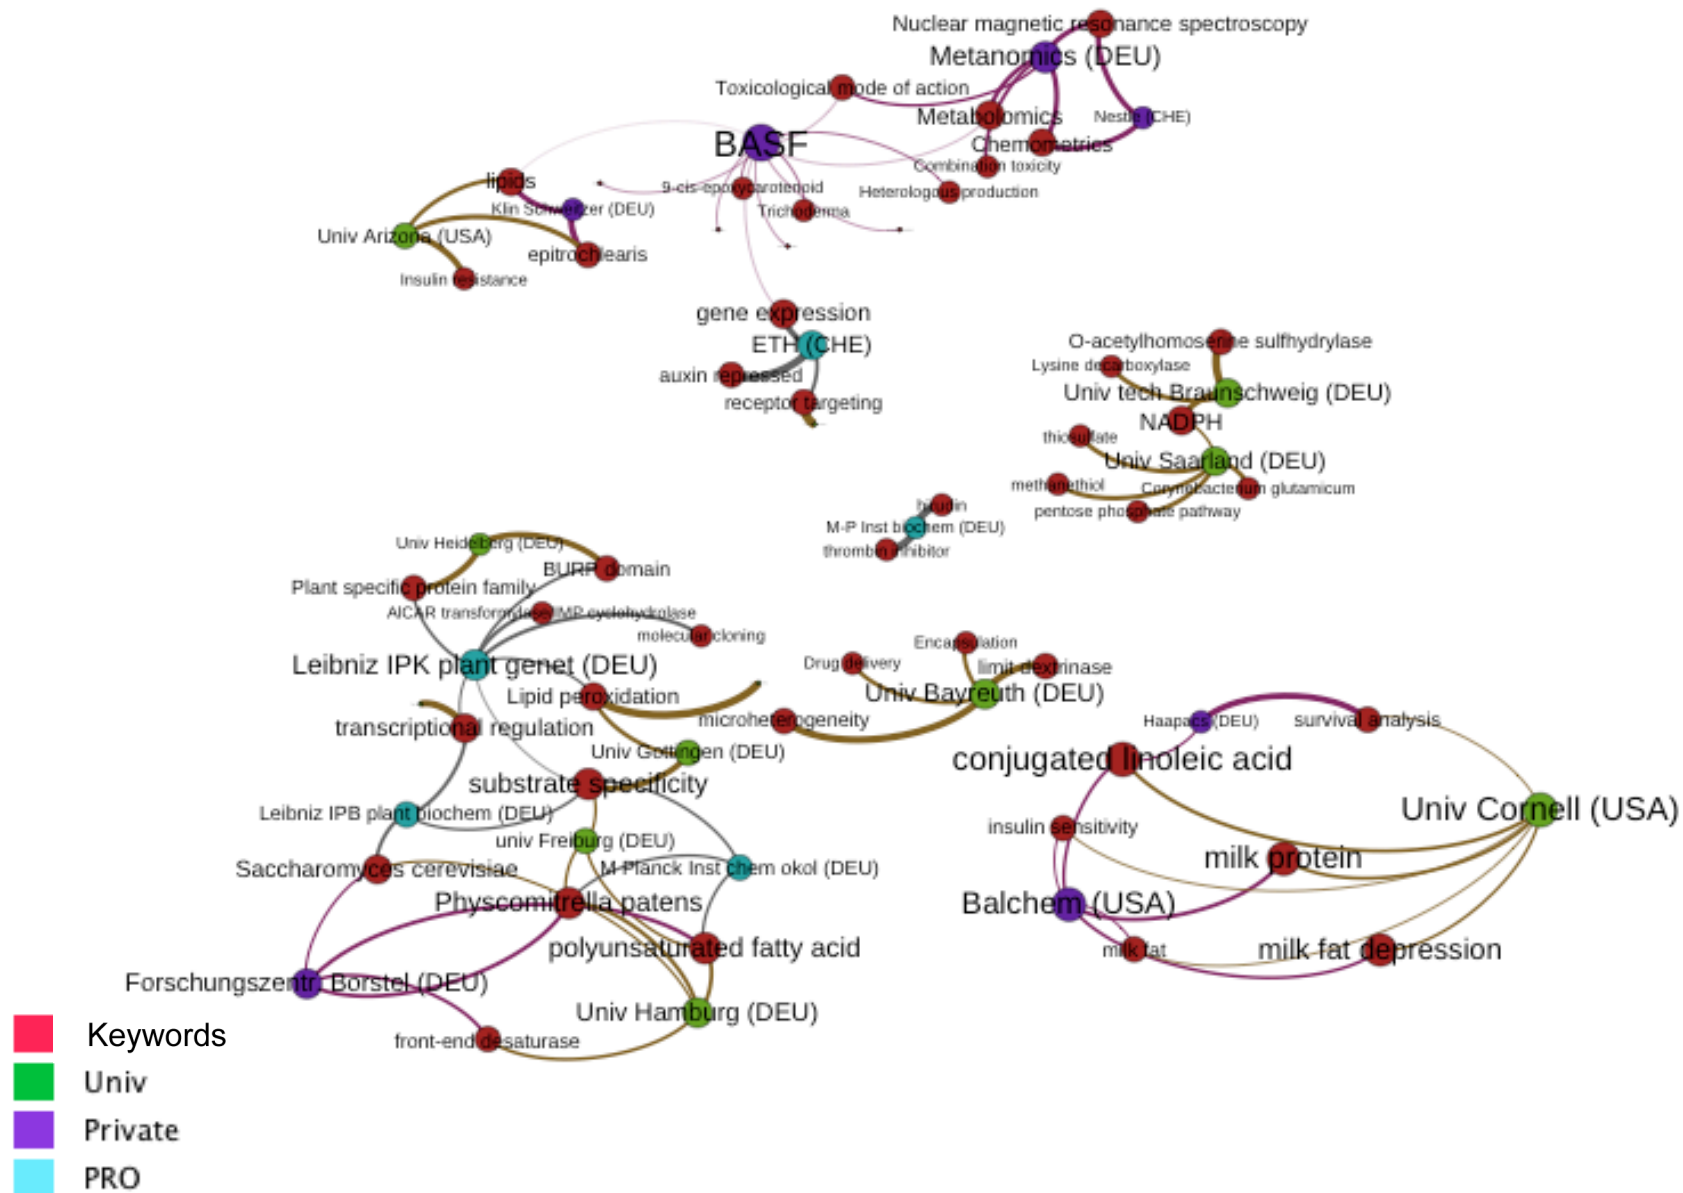 Nuclear magnetic resonance spectroscopy
Metanomics (DEU)
Toxicological mode of action
Metabolomics
Nestle (CHE)
BASF
Chemometrics
Combination toxicity
lipids
9-cis-epoxycarotenoid
Heterologous production
Klin Schweitzer (DEU)
Trichoderma
Univ Arizona (USA)
epitrochlearis
Insulin resistance
gene expression
ETH (CHE)
O-acetylhomoserine sulfhydrylase
Lysine decarboxylase
auxin repressed
Univ tech Braunschweig (DEU)
receptor targeting
NADPH
thiosulfate
Univ Saarland (DEU)
methanethiol
Corynebacterium glutamicum
hirudin
pentose phosphate pathway
M-P Inst biochem (DEU)
Univ Heidelberg (DEU)
thrombin inhibitor
BURP domain
Plant specific protein family
AICAR transformylase IMP cyclohydrolase
molecular cloning
Encapsulation
Leibniz IPK plant genet (DEU)
Drug delivery
limit dextrinase
Lipid peroxidation
Univ Bayreuth (DEU)
transcriptional regulation
microheterogeneity
Haapacs (DEU)
survival analysis
Univ Gottingen (DEU)
conjugated linoleic acid
substrate specificity
Leibniz IPB plant biochem (DEU)
Univ Cornell (USA)
insulin sensitivity
univ Freiburg (DEU)
milk protein
Saccharomyces cerevisiae
M Planck Inst chem okol (DEU)
Physcomitrella patens
Balchem (USA)
polyunsaturated fatty acid
milk fat
milk fat depression
Forschungszentr. Borstel (DEU)
Univ Hamburg (DEU)
front-end desaturase
Keywords
Univ
Private
PRO